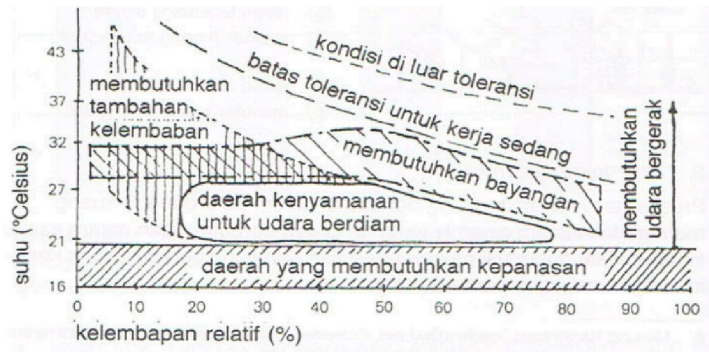 kondisi di luar toleransi
batas toleransi untuk kerja sedang
membutuhkan
tambahan
kelembaban
membutuhkan bayangan
daerah kenyamanan
untuk udara berdiam
daerah yang membutuhkan kepanasan
membutuhkan
udara bergerak
suhu (°Celsius)
43
37
32
27
21
16
0 10 20 30 40 50 60 70 80 90 100
kelembapan relatif (%)